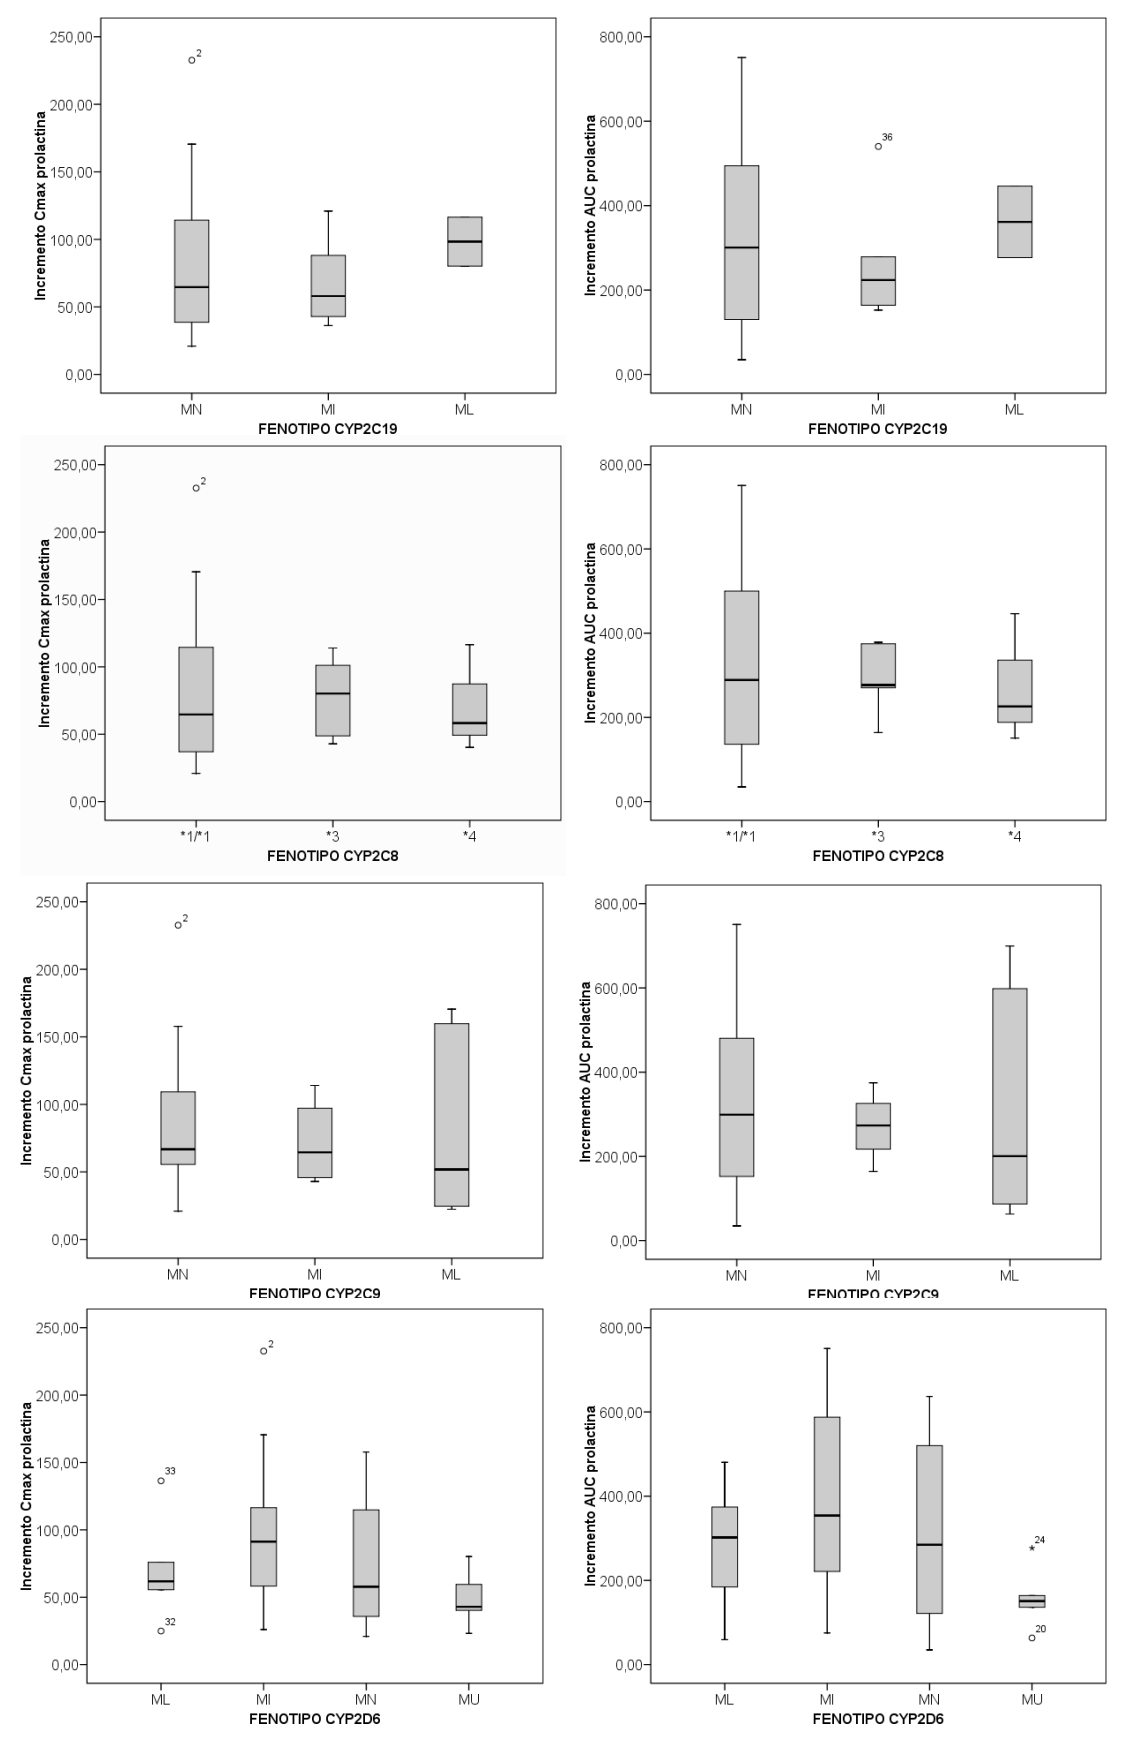 250,00
200,00
150,00
100,00
50,00
0,00
Incremento Cmax prolactina
2
MN MI ML
FENOTIPO CYP2C19
800,00
600,00
400,00
200,00
0,00
Incremento AUC prolactina
36
MN MI ML
FENOTIPO CYP2C19
250,00
200,00
150,00
100,00
50,00
0,00
Incremento Cmax prolactina
2
*1/*1 *3 *4
FENOTIPO CYP2C8
800,00
600,00
400,00
200,00
0,00
Incremento AUC prolactina
*1/*1 *3 *4
FENOTIPO CYP2C8
250,00
200,00
150,00
100,00
50,00
0,00
Incremento Cmax prolactina
2
MN MI ML
FENOTIPO CYP2C9
800,00
600,00
400,00
200,00
0,00
Incremento AUC prolactina
MN MI ML
FENOTIPO CYP2C9
250,00
200,00
150,00
100,00
50,00
0,00
Incremento Cmax prolactina
33
32
2
ML MI MN MU
FENOTIPO CYP2D6
800,00
600,00
400,00
200,00
0,00
Incremento AUC prolactina
24
20
ML MI MN MU
FENOTIPO CYP2D6